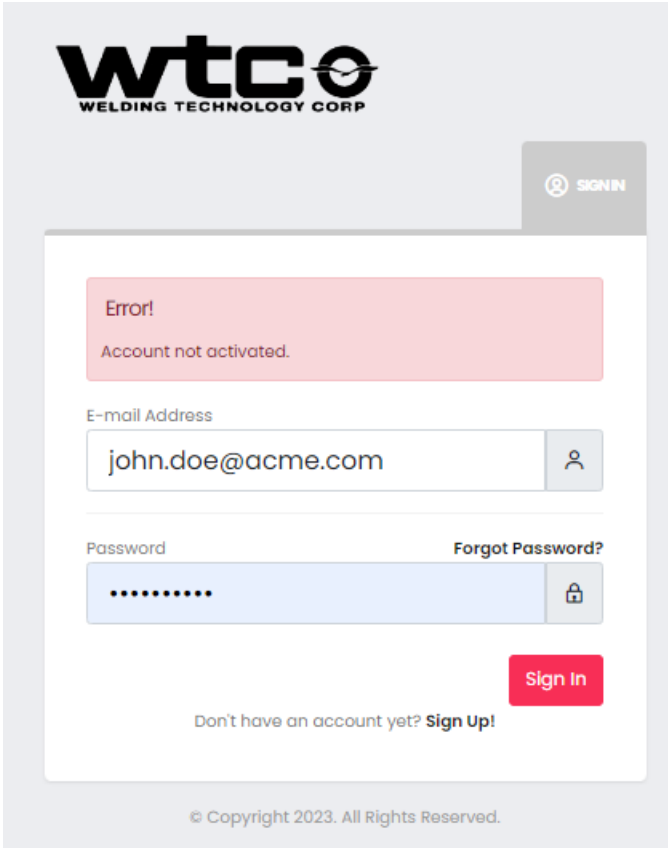 wtco
WELDING TECHNOLOGY CORP
SIGN IN
Error!
Account not activated.
E-mail Address
john.doe@acme.com
Password Forgot Password?
••••••••••
Sign In
Don't have an account yet? Sign Up!
© Copyright 2023. All Rights Reserved.